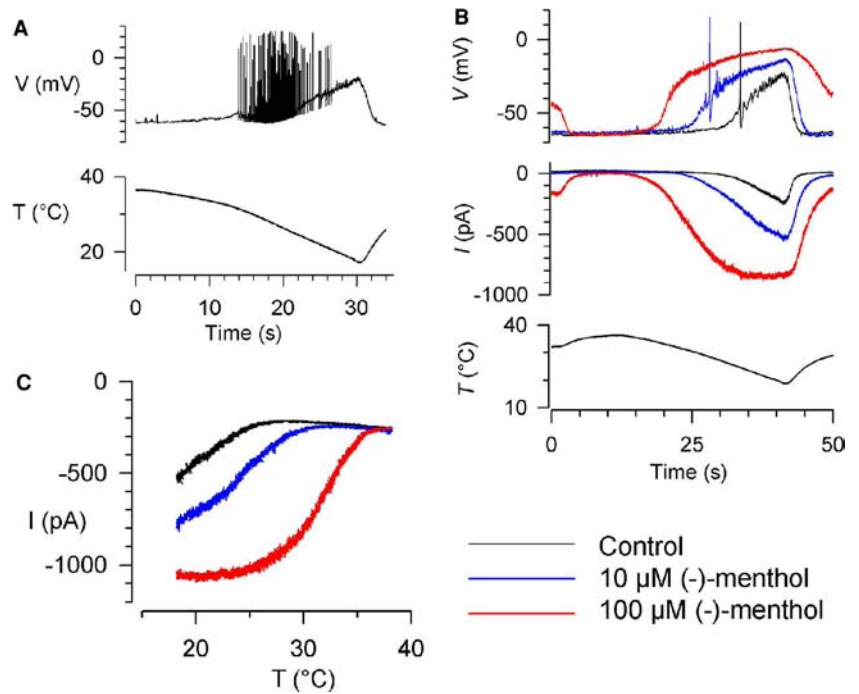 A
0
V (mV)
-50
40
T (°C)
20
0 10 20 30
Time (s)
B
0
V (mV)
-50
0
I (pA)
-500
-1000
40
T (°C)
10
0 25 50
Time (s)
C
0
-500
I (pA)
-1000
20 30 40
T (°C)
Control
10 µM (-)-menthol
100 µM (-)-menthol